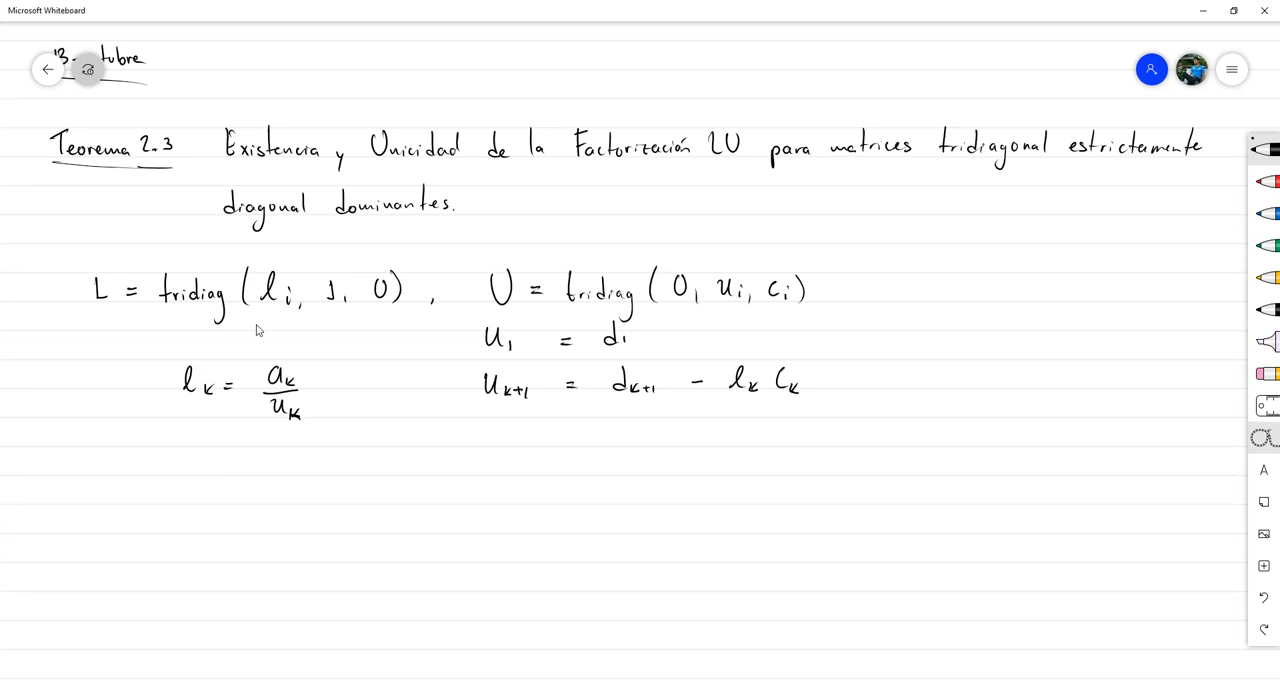 Microsoft Whiteboard
tubre
Teorema 2.3 Existencia y Unicidad de la Factorización LU para matrices tridiagonal estrictamente
diagonal dominantes.
L = tridiag (l_i, 1, 0), U = tridiag (0, u_i, c_i)
u_1 = d_1
l_k = a_k / u_k u_{k+1} = d_{k+1} - l_k c_k
A